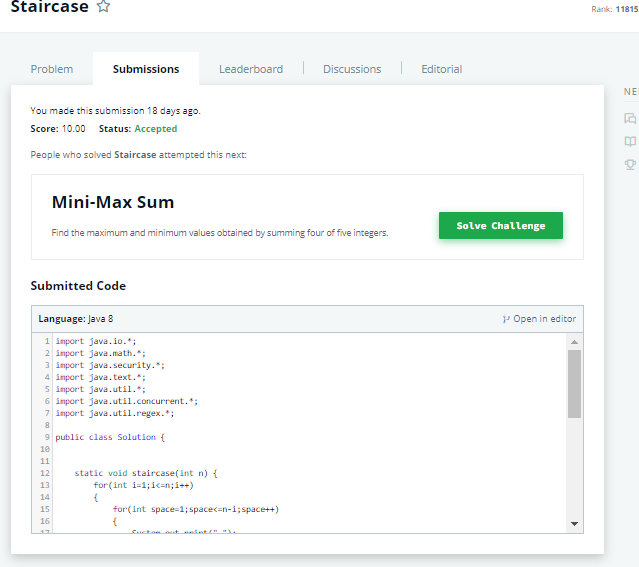 Staircase
Rank: 11815
Problem
Submissions
Leaderboard
Discussions
Editorial
NE
You made this submission 18 days ago.
Score: 10.00 Status: Accepted
People who solved Staircase attempted this next:
Mini-Max Sum
Find the maximum and minimum values obtained by summing four of five integers.
Solve Challenge
Submitted Code
Language: Java 8
Open in editor
1 import java.io.*;
2 import java.math.*;
3 import java.security.*;
4 import java.text.*;
5 import java.util.*;
6 import java.util.concurrent.*;
7 import java.util.regex.*;
8
9 public class Solution {
10
11
12 static void staircase(int n) {
13 for(int i=1;i<=n;i++)
14 {
15 for(int space=1;space<=n-i;space++)
16 {
17 System.out.print(" ");